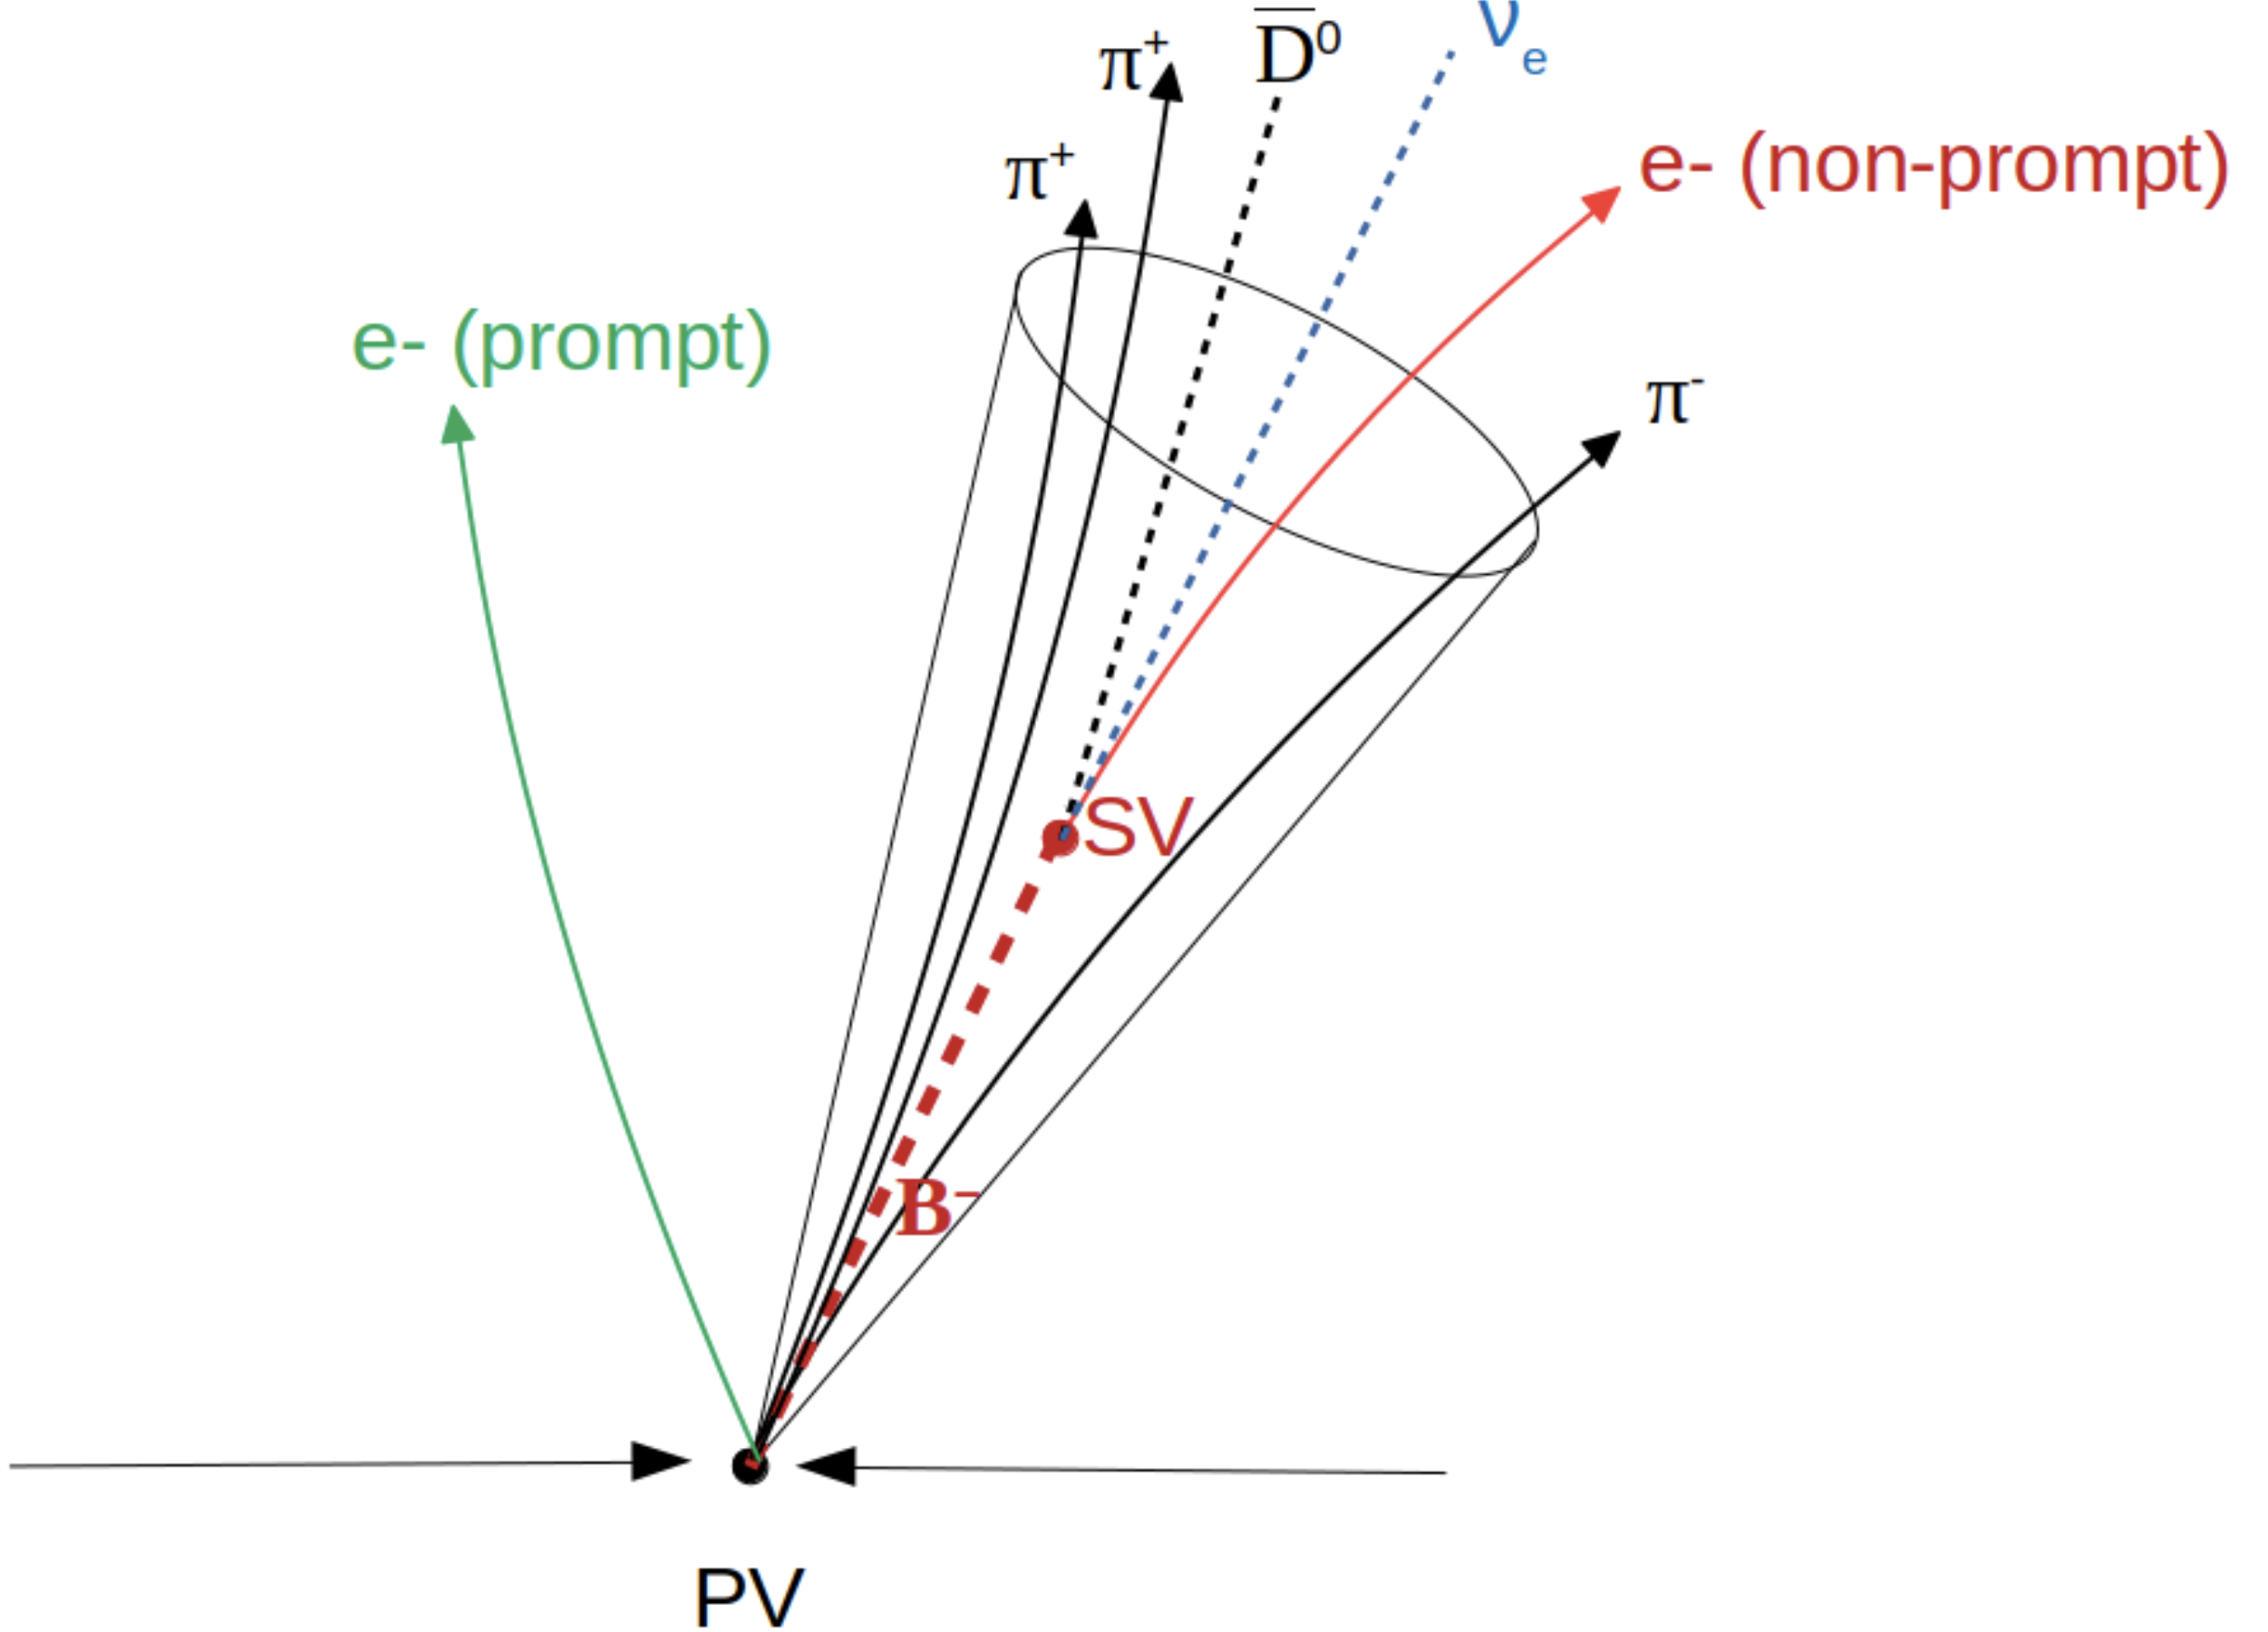 π⁺
D̅⁰
νₑ
π⁺
e- (non-prompt)
e- (prompt)
π⁻
SV
B⁻
PV